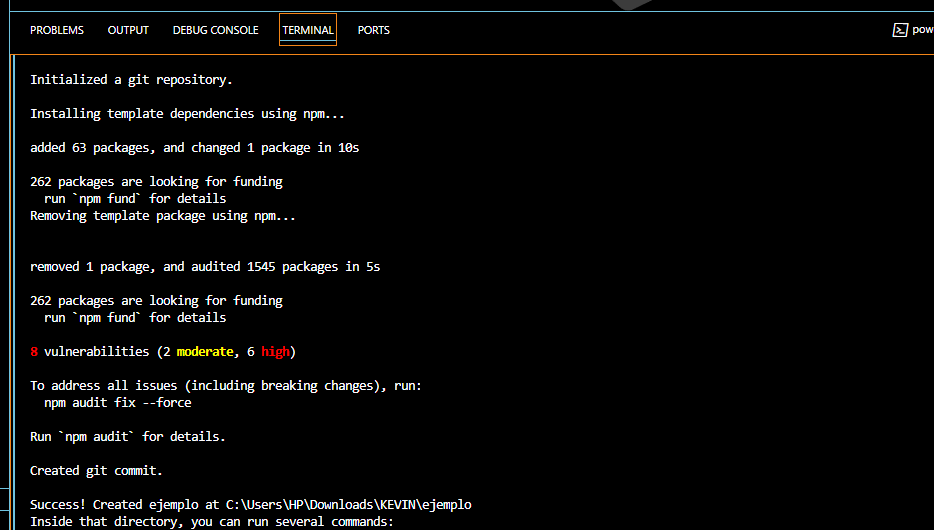 PROBLEMS OUTPUT DEBUG CONSOLE TERMINAL PORTS pow
Initialized a git repository.
Installing template dependencies using npm...
added 63 packages, and changed 1 package in 10s
262 packages are looking for funding
run `npm fund` for details
Removing template package using npm...
removed 1 package, and audited 1545 packages in 5s
262 packages are looking for funding
run `npm fund` for details
8 vulnerabilities (2 moderate, 6 high)
To address all issues (including breaking changes), run:
npm audit fix --force
Run `npm audit` for details.
Created git commit.
Success! Created ejemplo at C:\Users\HP\Downloads\KEVIN\ejemplo
Inside that directory, you can run several commands: